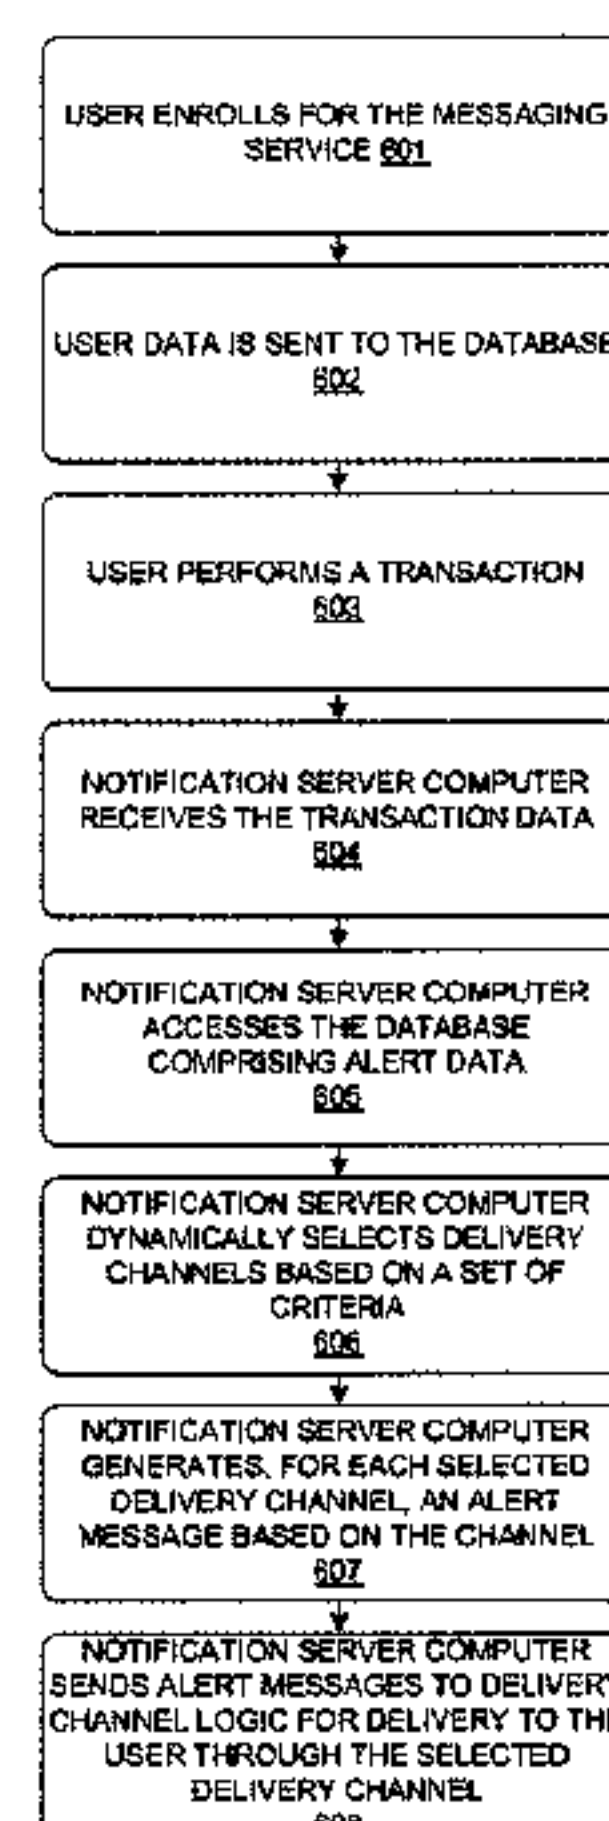 USER ENROLLS FOR THE MESSAGING
SERVICE 601
USER DATA IS SENT TO THE DATABASE
602
USER PERFORMS A TRANSACTION
603
NOTIFICATION SERVER COMPUTER
RECEIVES THE TRANSACTION DATA
604
NOTIFICATION SERVER COMPUTER
ACCESSES THE DATABASE
COMPRISING ALERT DATA
605
NOTIFICATION SERVER COMPUTER
DYNAMICALLY SELECTS DELIVERY
CHANNELS BASED ON A SET OF
CRITERIA
606
NOTIFICATION SERVER COMPUTER
GENERATES, FOR EACH SELECTED
DELIVERY CHANNEL, AN ALERT
MESSAGE BASED ON THE CHANNEL
607
NOTIFICATION SERVER COMPUTER
SENDS ALERT MESSAGES TO DELIVERY
CHANNEL LOGIC FOR DELIVERY TO THE
USER THROUGH THE SELECTED
DELIVERY CHANNEL